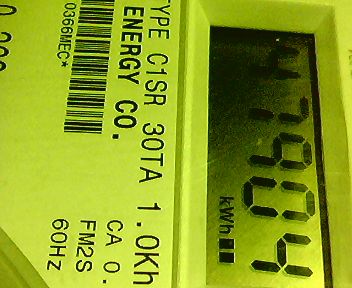 47904
kWh
TYPE C1SR 30TA 1.0Kh
ENERGY CO.
CA 0.
FM2S
60Hz
0366MEC*